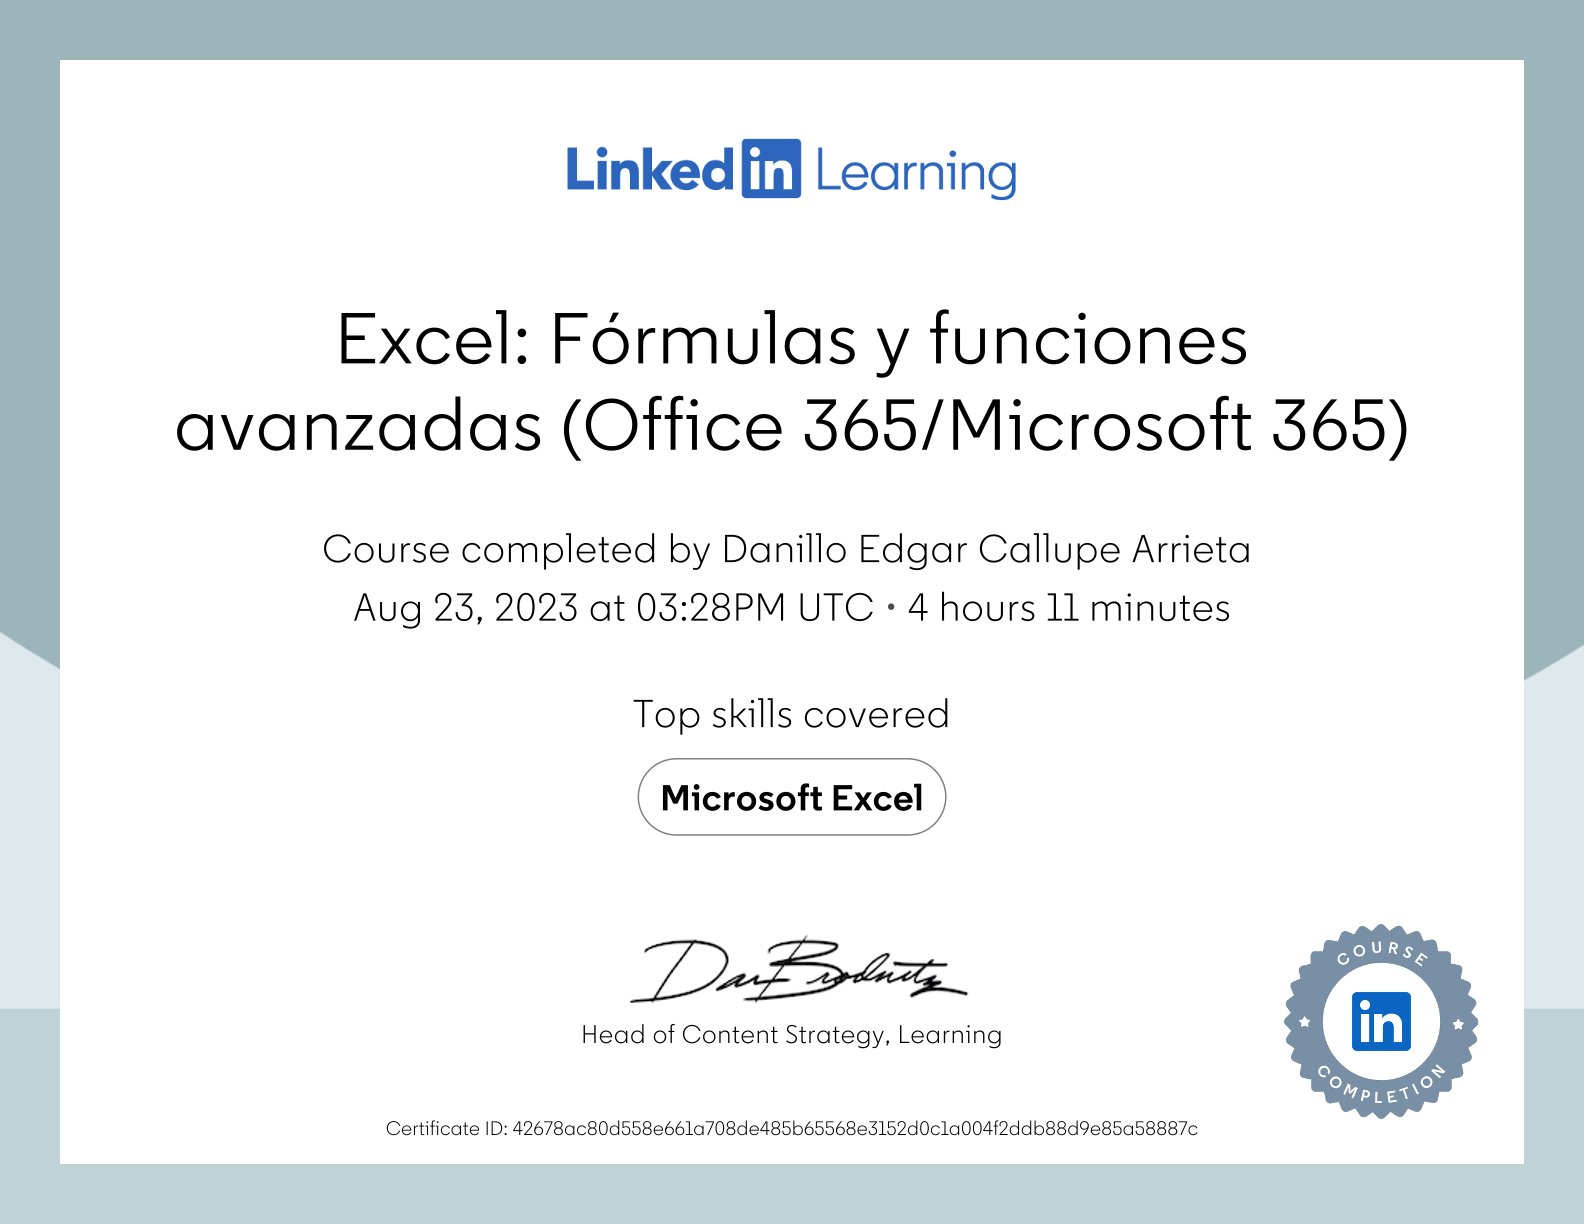 Linkedin Learning
Excel: Fórmulas y funciones
avanzadas (Office 365/Microsoft 365)
Course completed by Danillo Edgar Callupe Arrieta
Aug 23, 2023 at 03:28PM UTC • 4 hours 11 minutes
Top skills covered
Microsoft Excel
Dan Brodnitz
Head of Content Strategy, Learning
COURSE
in
COMPLETION
Certificate ID: 42678ac80d558e661a708de485b65568e3152d0c1a004f2ddb88d9e85a58887c